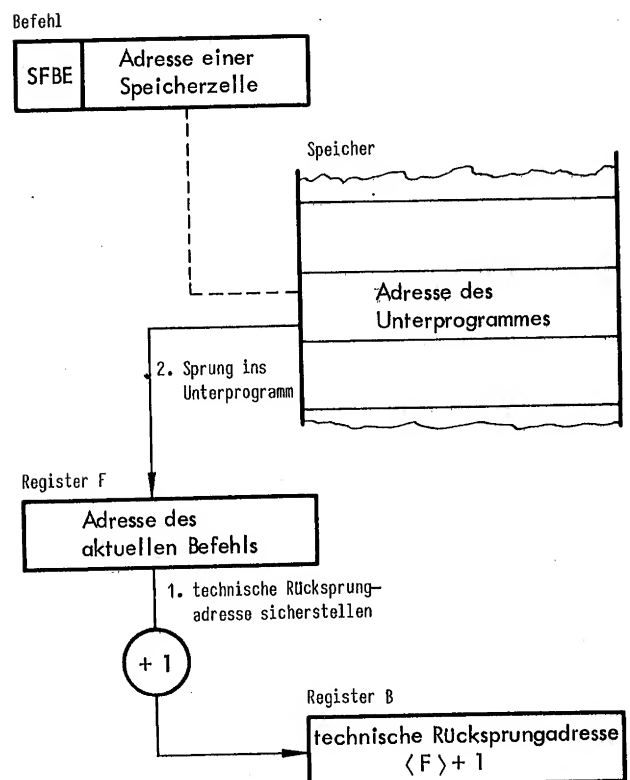 Befehl
SFBE
Adresse einer
Speicherzelle
Speicher
Adresse des
Unterprogrammes
2. Sprung ins
Unterprogramm
Register F
Adresse des
aktuellen Befehls
1. technische Rücksprung-
adresse sicherstellen
+ 1
Register B
technische Rücksprungadresse
⟨F⟩+ 1